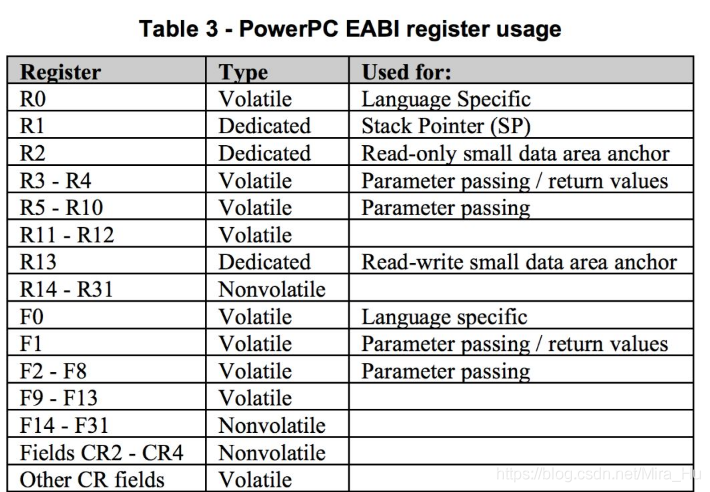 Table 3 - PowerPC EABI register usage
Register Type Used for:
R0 Volatile Language Specific
R1 Dedicated Stack Pointer (SP)
R2 Dedicated Read-only small data area anchor
R3 - R4 Volatile Parameter passing / return values
R5 - R10 Volatile Parameter passing
R11 - R12 Volatile
R13 Dedicated Read-write small data area anchor
R14 - R31 Nonvolatile
F0 Volatile Language specific
F1 Volatile Parameter passing / return values
F2 - F8 Volatile Parameter passing
F9 - F13 Volatile
F14 - F31 Nonvolatile
Fields CR2 - CR4 Nonvolatile
Other CR fields Volatile
https://blog.csdn.net/Mira_Hu